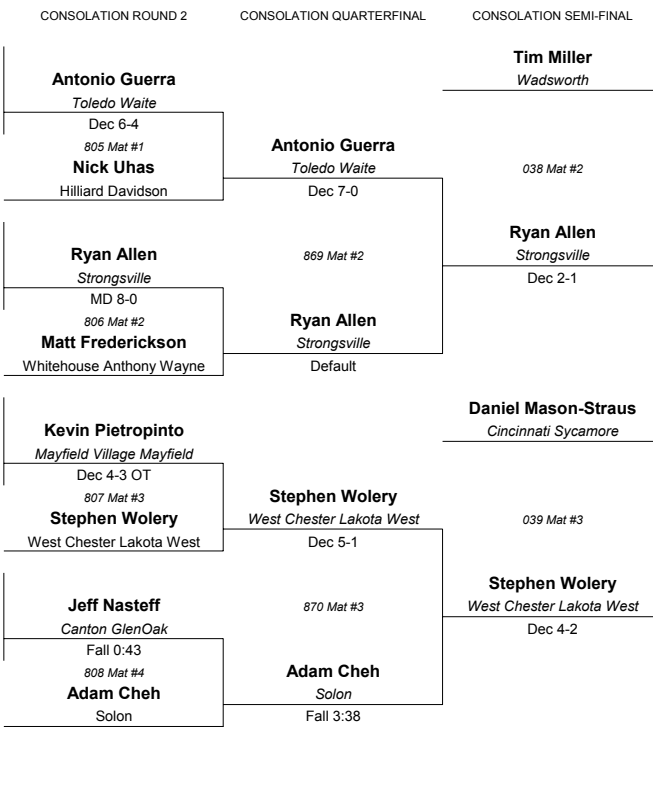 CONSOLATION ROUND 2
CONSOLATION QUARTERFINAL
CONSOLATION SEMI-FINAL
Antonio Guerra
Toledo Waite
Dec 6-4
805 Mat #1
Nick Uhas
Hilliard Davidson
Ryan Allen
Strongsville
MD 8-0
806 Mat #2
Matt Frederickson
Whitehouse Anthony Wayne
Kevin Pietropinto
Mayfield Village Mayfield
Dec 4-3 OT
807 Mat #3
Stephen Wolery
West Chester Lakota West
Jeff Nasteff
Canton GlenOak
Fall 0:43
808 Mat #4
Adam Cheh
Solon
Antonio Guerra
Toledo Waite
Dec 7-0
869 Mat #2
Ryan Allen
Strongsville
Default
Stephen Wolery
West Chester Lakota West
Dec 5-1
870 Mat #3
Adam Cheh
Solon
Fall 3:38
Tim Miller
Wadsworth
038 Mat #2
Ryan Allen
Strongsville
Dec 2-1
Daniel Mason-Straus
Cincinnati Sycamore
039 Mat #3
Stephen Wolery
West Chester Lakota West
Dec 4-2